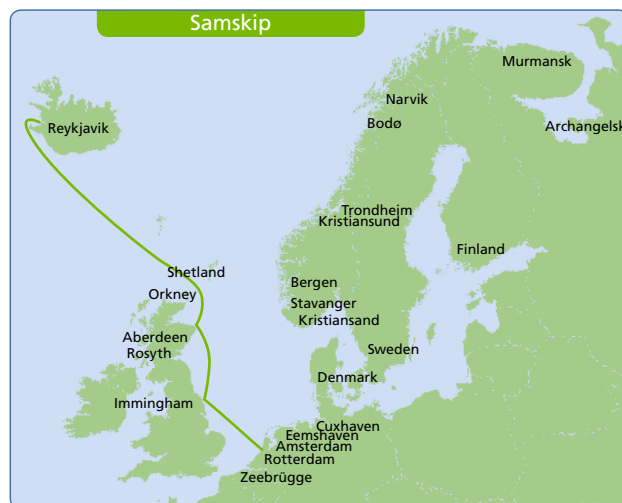 Samskip
Murmansk
Narvik
Bodø
Archangelsk
Reykjavik
Trondheim
Kristiansund
Finland
Shetland
Bergen
Orkney
Stavanger
Kristiansand
Aberdeen
Sweden
Rosyth
Denmark
Immingham
Cuxhaven
Eemshaven
Amsterdam
Rotterdam
Zeebrügge